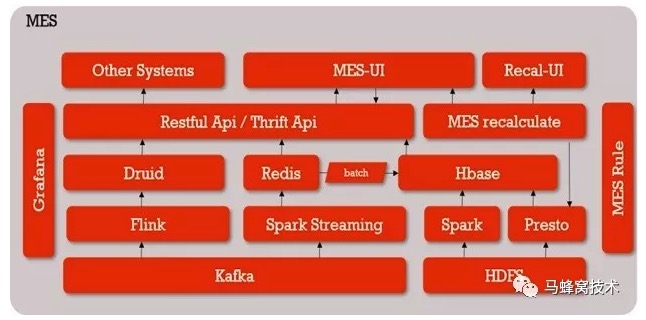 MES
Other Systems
MES-UI
Recal-UI
Restful Api / Thrift Api
MES recalculate
Grafana
Druid
Redis
batch
Hbase
MES Rule
Flink
Spark Streaming
Spark
Presto
Kafka
HDFS
马蜂窝技术